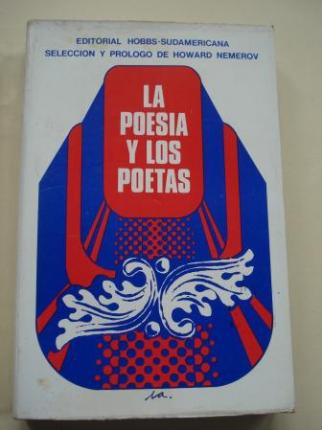 EDITORIAL HOBBS-SUDAMERICANA
SELECCION Y PROLOGO DE HOWARD NEMEROV
LA
POESIA
Y LOS
POETAS